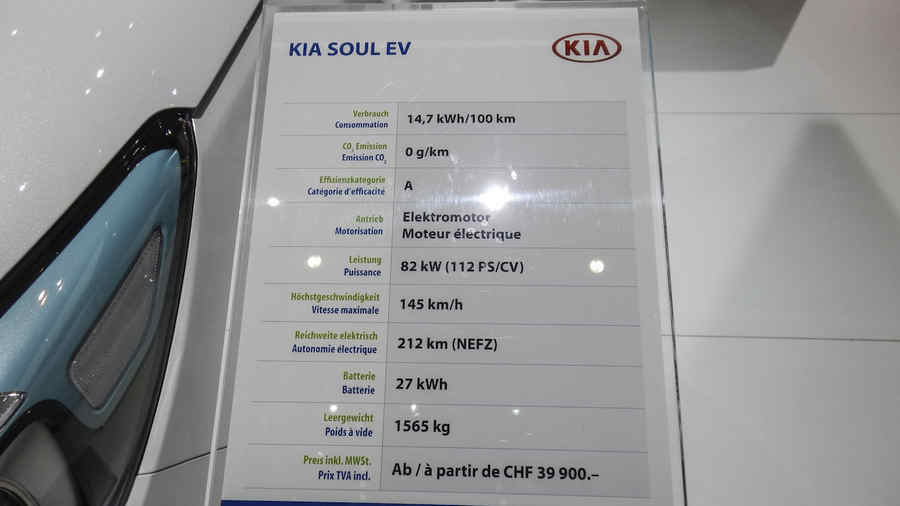 KIA SOUL EV
KIA
Verbrauch
Consommation
14,7 kWh/100 km
CO₂ Emission
Emission CO₂
0 g/km
Effizienzkategorie
Catégorie d'efficacité
A
Antrieb
Motorisation
Elektromotor
Moteur électrique
Leistung
Puissance
82 kW (112 PS/CV)
Höchstgeschwindigkeit
Vitesse maximale
145 km/h
Reichweite elektrisch
Autonomie électrique
212 km (NEFZ)
Batterie
Batterie
27 kWh
Leergewicht
Poids à vide
1565 kg
Preis inkl. MWSt.
Prix TVA incl.
Ab / à partir de CHF 39 900.–